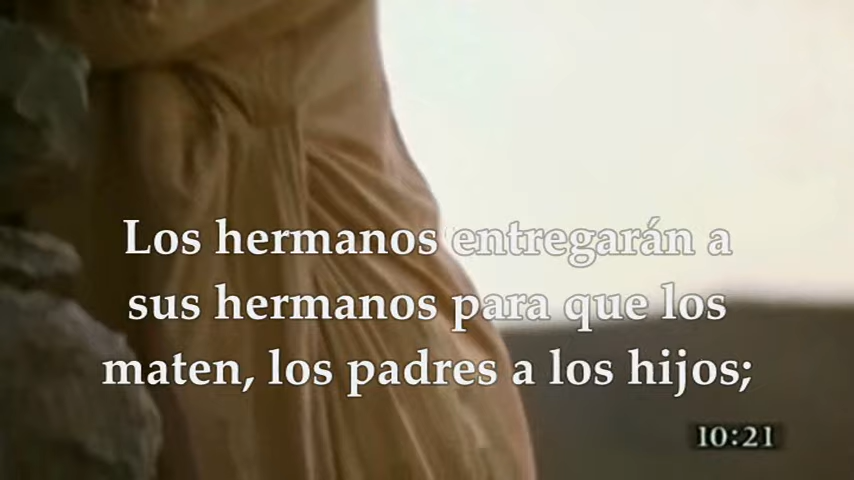 Los hermanos entregarán a
sus hermanos para que los
maten, los padres a los hijos;
10:21